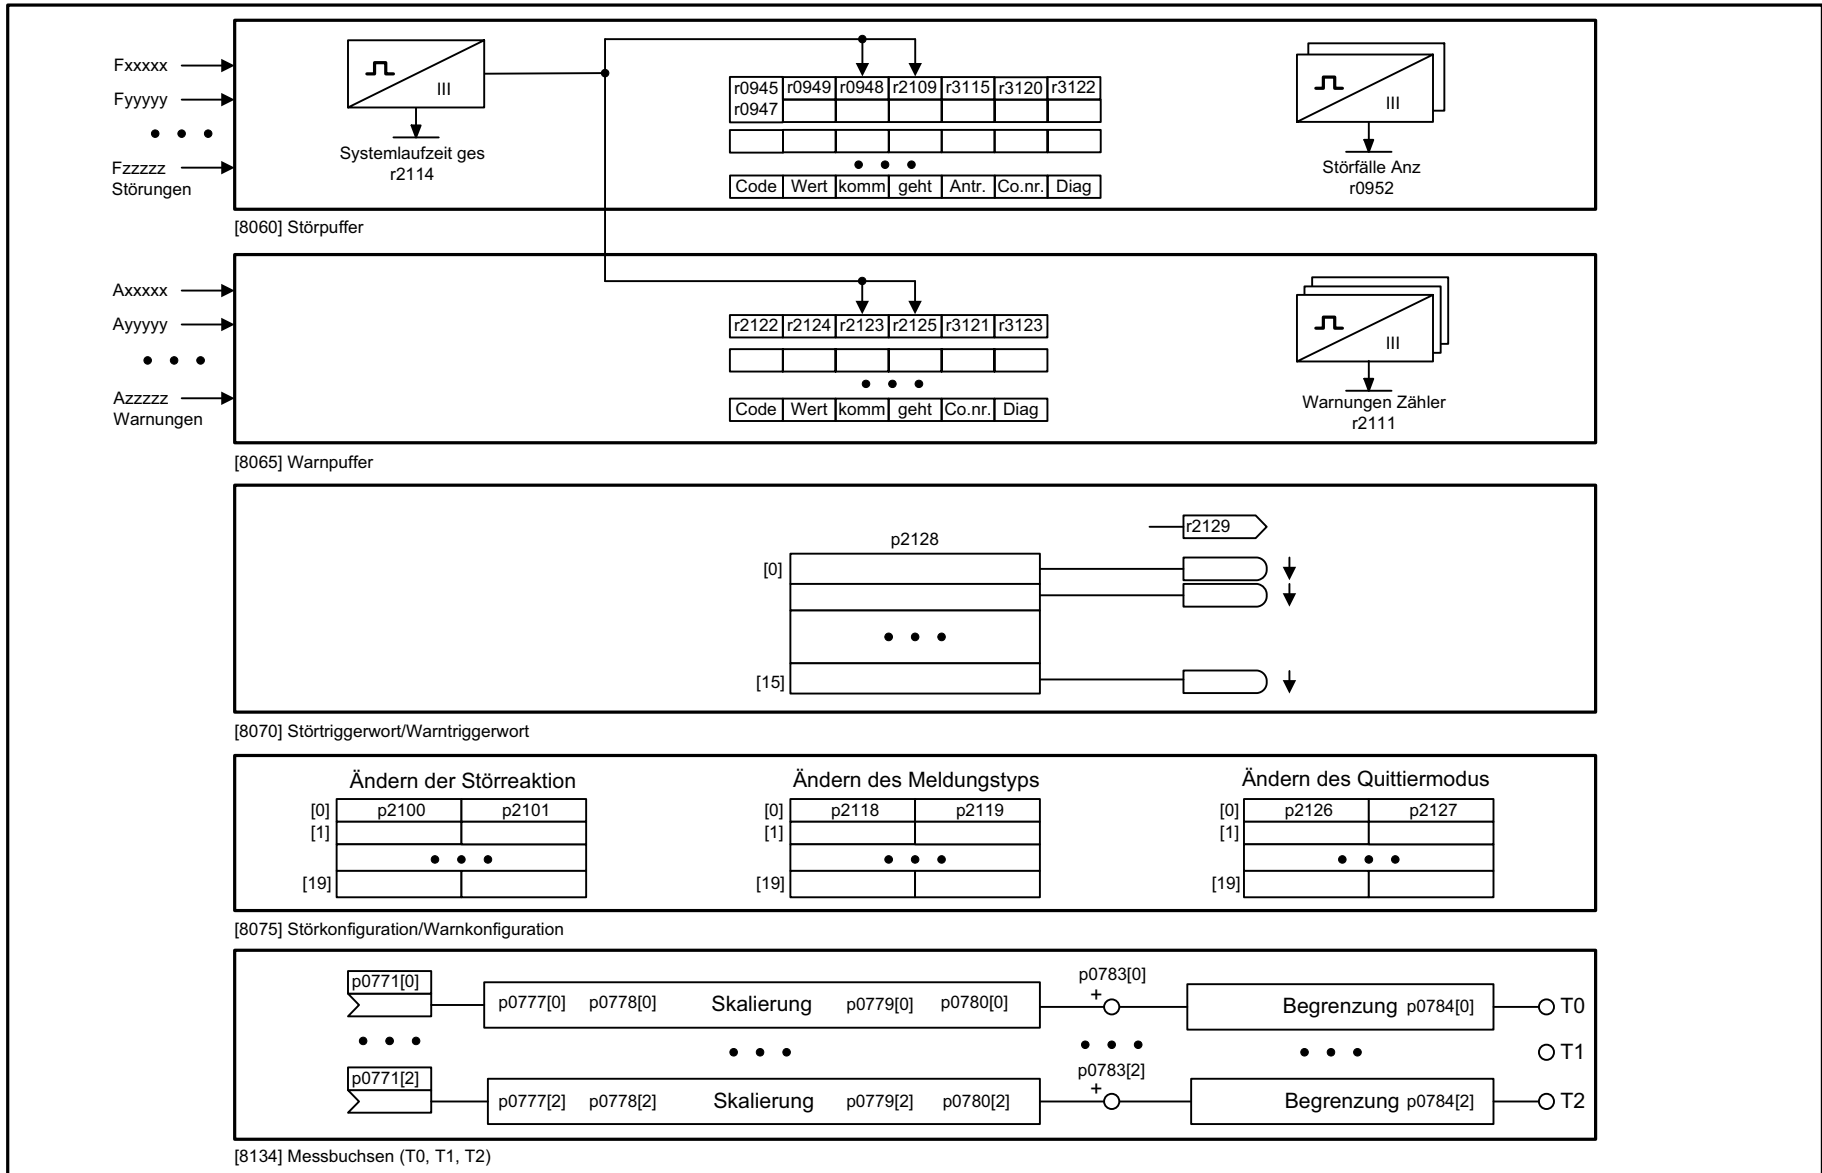 Fxxxxx
Fyyyyy
Fzzzzz
Störungen
III
Systemlaufzeit ges
r2114
r0945 r0949 r0948 r2109 r3115 r3120 r3122
r0947
Code Wert komm geht Antr. Co.nr. Diag
III
Störfälle Anz
r0952
[8060] Störpuffer
Axxxxx
Ayyyyy
Azzzzz
Warnungen
r2122 r2124 r2123 r2125 r3121 r3123
Code Wert komm geht Co.nr. Diag
III
Warnungen Zähler
r2111
[8065] Warnpuffer
p2128
r2129
[0]
[15]
[8070] Störtriggerwort/Warntriggerwort
Ändern der Störreaktion
[0] p2100 p2101
[1]
[19]
Ändern des Meldungstyps
[0] p2118 p2119
[1]
[19]
Ändern des Quittiermodus
[0] p2126 p2127
[1]
[19]
[8075] Störkonfiguration/Warnkonfiguration
p0771[0]
p0777[0] p0778[0] Skalierung p0779[0] p0780[0]
p0783[0]
+
Begrenzung p0784[0]
T0
T1
p0771[2]
p0777[2] p0778[2] Skalierung p0779[2] p0780[2]
p0783[2]
+
Begrenzung p0784[2]
T2
[8134] Messbuchsen (T0, T1, T2)